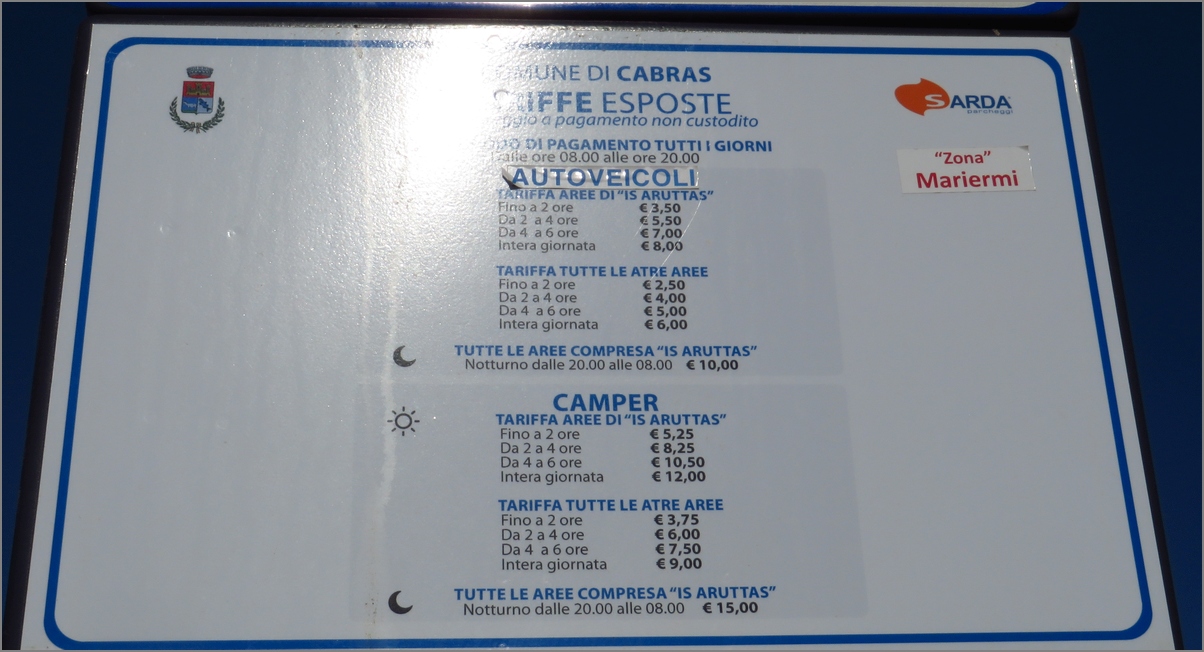 COMUNE DI CABRAS
TARIFFE ESPOSTE
a pagamento non custodito
DI PAGAMENTO TUTTI I GIORNI
Dalle ore 08.00 alle ore 20.00
AUTOVEICOLI
TARIFFA AREE DI "IS ARUTTAS"
Fino a 2 ore € 3,50
Da 2 a 4 ore € 5,50
Da 4 a 6 ore € 7,00
Intera giornata € 8,00
TARIFFA TUTTE LE ATRE AREE
Fino a 2 ore € 2,50
Da 2 a 4 ore € 4,00
Da 4 a 6 ore € 5,00
Intera giornata € 6,00
TUTTE LE AREE COMPRESA "IS ARUTTAS"
Notturno dalle 20.00 alle 08.00 € 10,00
CAMPER
TARIFFA AREE DI "IS ARUTTAS"
Fino a 2 ore € 5,25
Da 2 a 4 ore € 8,25
Da 4 a 6 ore € 10,50
Intera giornata € 12,00
TARIFFA TUTTE LE ATRE AREE
Fino a 2 ore € 3,75
Da 2 a 4 ore € 6,00
Da 4 a 6 ore € 7,50
Intera giornata € 9,00
TUTTE LE AREE COMPRESA "IS ARUTTAS"
Notturno dalle 20.00 alle 08.00 € 15,00
SARDA
parcheggi
"Zona"
Mariermi